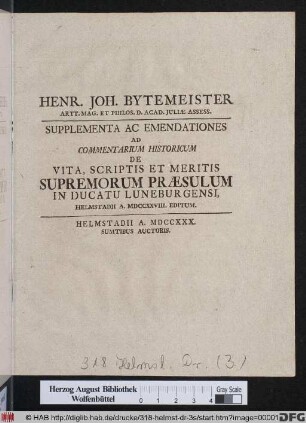 HENR. JOH. BYTEMEISTER
ARTT. MAG. ET PHILOS. D. ACAD. JULIÆ ASSESS.
SUPPLEMENTA AC EMENDATIONES
AD
COMMENTARIUM HISTORICUM
DE
VITA, SCRIPTIS ET MERITIS
SUPREMORUM PRÆSULUM
IN DUCATU LUNEBURGENSI,
HELMSTADII A. MDCCXXVIII. EDITUM.
HELMSTADII A. MDCCXXX.
SUMTIBUS AUCTORIS.
318 Helmst. Dr. (3)
Herzog August Bibliothek
Wolfenbüttel
0 1 2 3 4 Gray Scale
© HAB http://diglib.hab.de/drucke/318-helmst-dr-3s/start.htm?image=00001
DFG